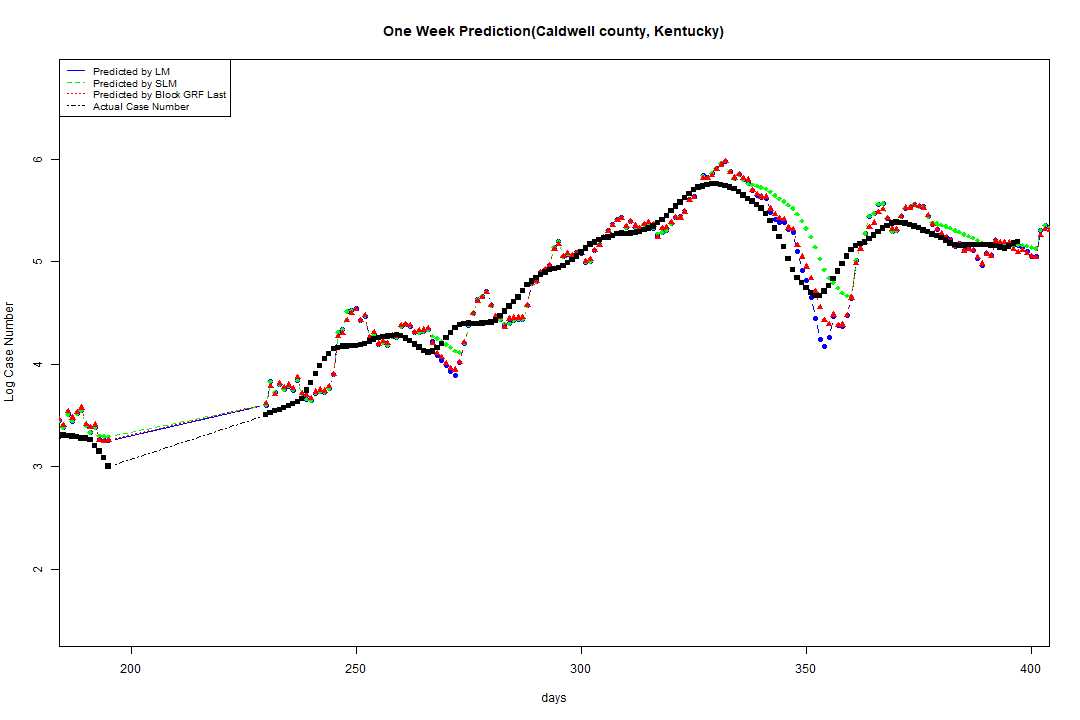 One Week Prediction(Caldwell county, Kentucky)
Predicted by LM
Predicted by SLM
Predicted by Block GRF Last
Actual Case Number
6
5
4
3
2
Log Case Number
200 250 300 350 400
days